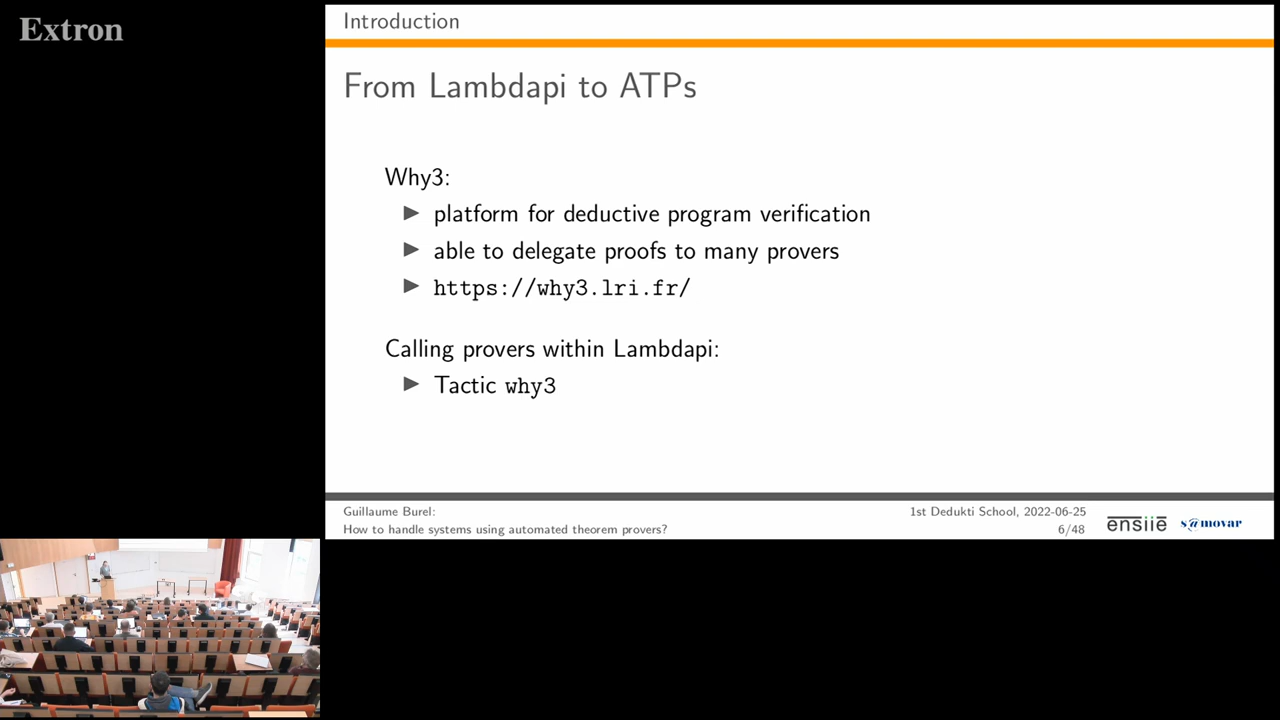 Extron
Introduction
From Lambdapi to ATPs
Why3:
▶ platform for deductive program verification
▶ able to delegate proofs to many provers
▶ https://why3.lri.fr/
Calling provers within Lambdapi:
▶ Tactic why3
Guillaume Burel:
How to handle systems using automated theorem provers?
1st Dedukti School, 2022-06-25
6/48
ensiie
s@movar